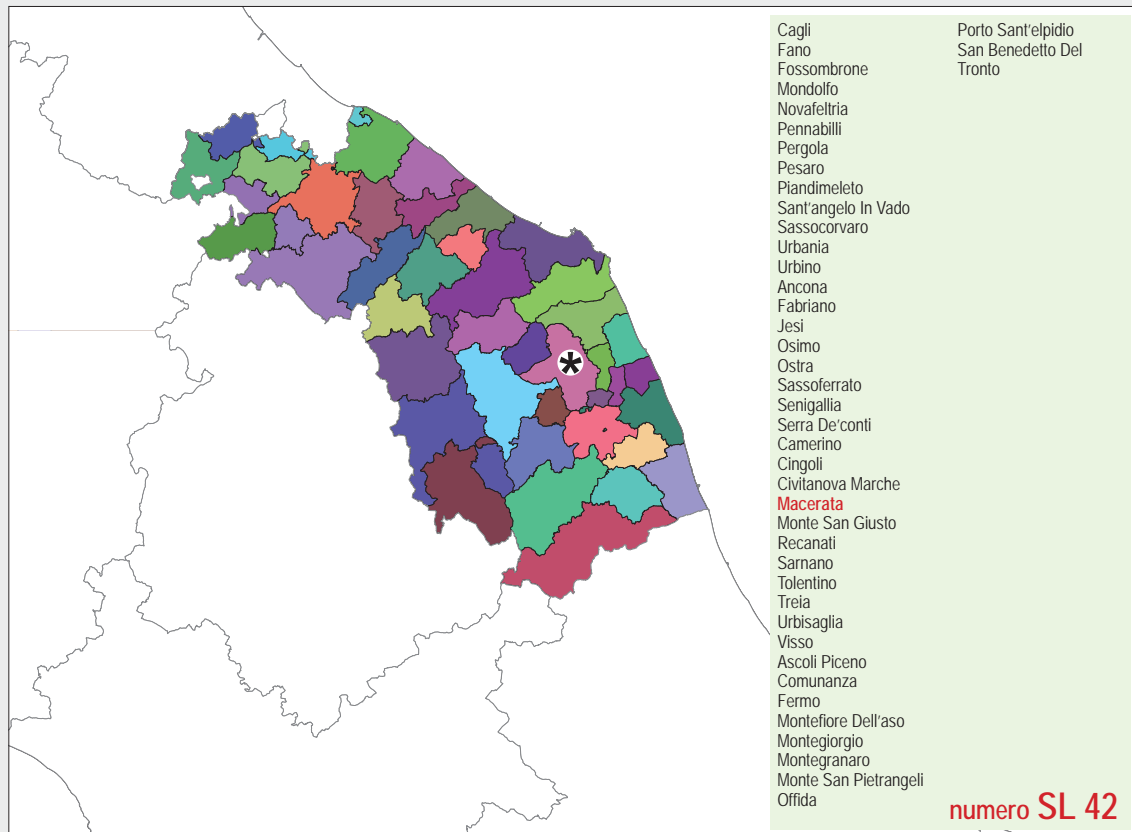 Cagli
Fano
Fossombrone
Mondolfo
Novafeltria
Pennabilli
Pergola
Pesaro
Piandimeleto
Sant'angelo In Vado
Sassocorvaro
Urbania
Urbino
Ancona
Fabriano
Jesi
Osimo
Ostra
Sassoferrato
Senigallia
Serra De'conti
Camerino
Cingoli
Civitanova Marche
Macerata
Monte San Giusto
Recanati
Sarnano
Tolentino
Treia
Urbisaglia
Visso
Ascoli Piceno
Comunanza
Fermo
Montefiore Dell'aso
Montegiorgio
Montegranaro
Monte San Pietrangeli
Offida
Porto Sant'elpidio
San Benedetto Del
Tronto
numero SL 42